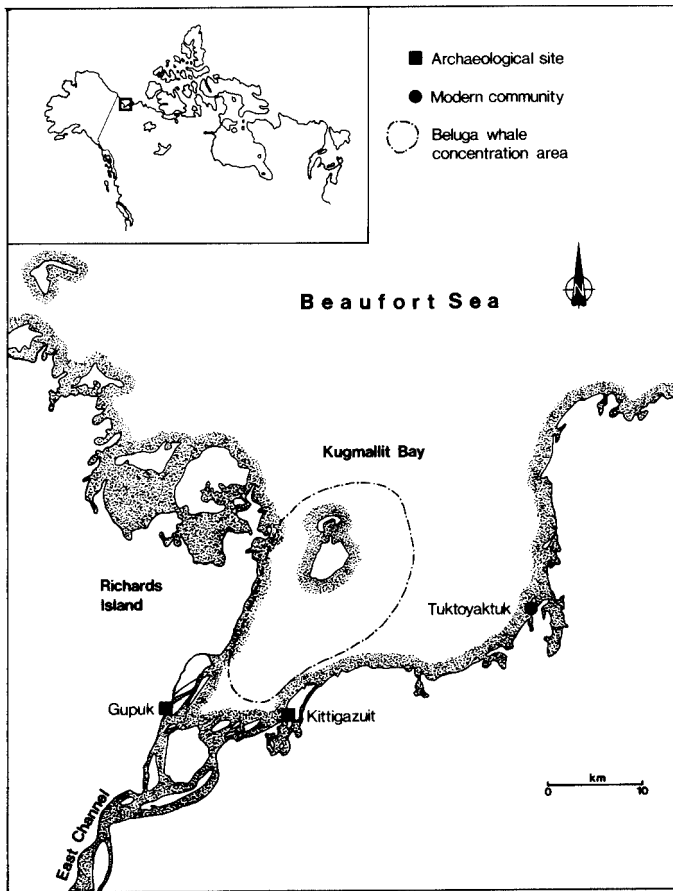 Archaeological site
Modern community
Beluga whale
concentration area
N
Beaufort Sea
Kugmallit Bay
Richards
Island
Tuktoyaktuk
Gupuk
Kittigazuit
km
0 10
East Channel